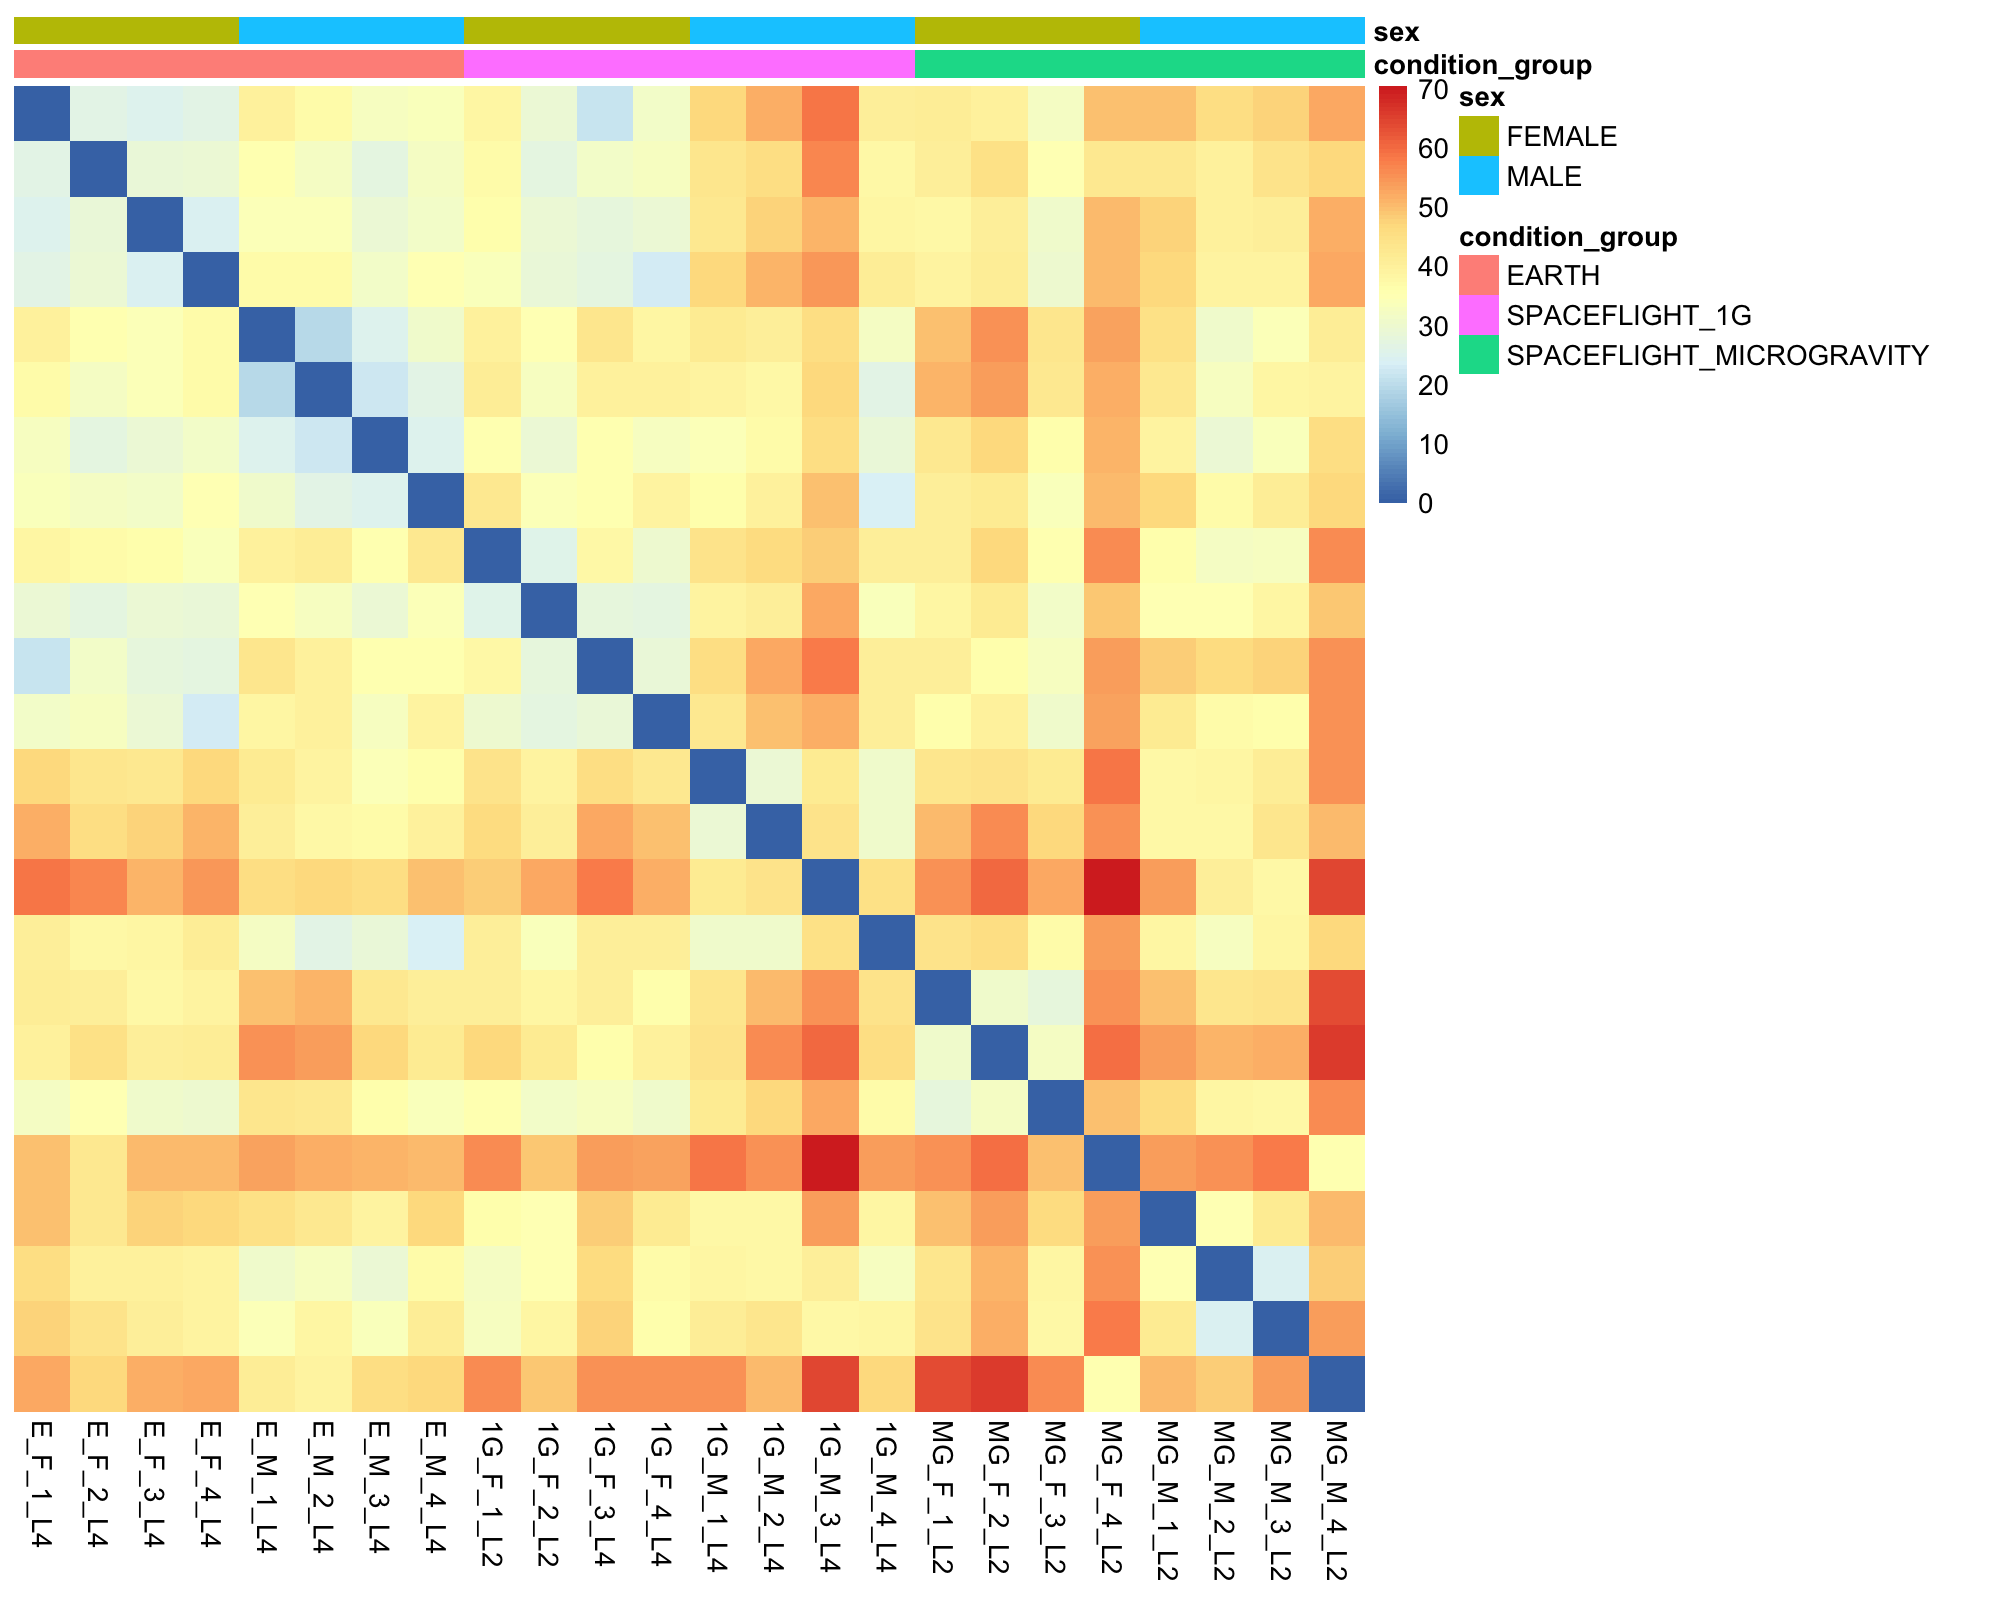 sex
condition_group
70
60
50
40
30
20
10
0
sex
FEMALE
MALE
condition_group
EARTH
SPACEFLIGHT_1G
SPACEFLIGHT_MICROGRAVITY
E_F_1_L4
E_F_2_L4
E_F_3_L4
E_F_4_L4
E_M_1_L4
E_M_2_L4
E_M_3_L4
E_M_4_L4
1G_F_1_L2
1G_F_2_L2
1G_F_3_L4
1G_F_4_L4
1G_M_1_L4
1G_M_2_L4
1G_M_3_L4
1G_M_4_L4
MG_F_1_L2
MG_F_2_L2
MG_F_3_L2
MG_F_4_L2
MG_M_1_L2
MG_M_2_L2
MG_M_3_L2
MG_M_4_L2